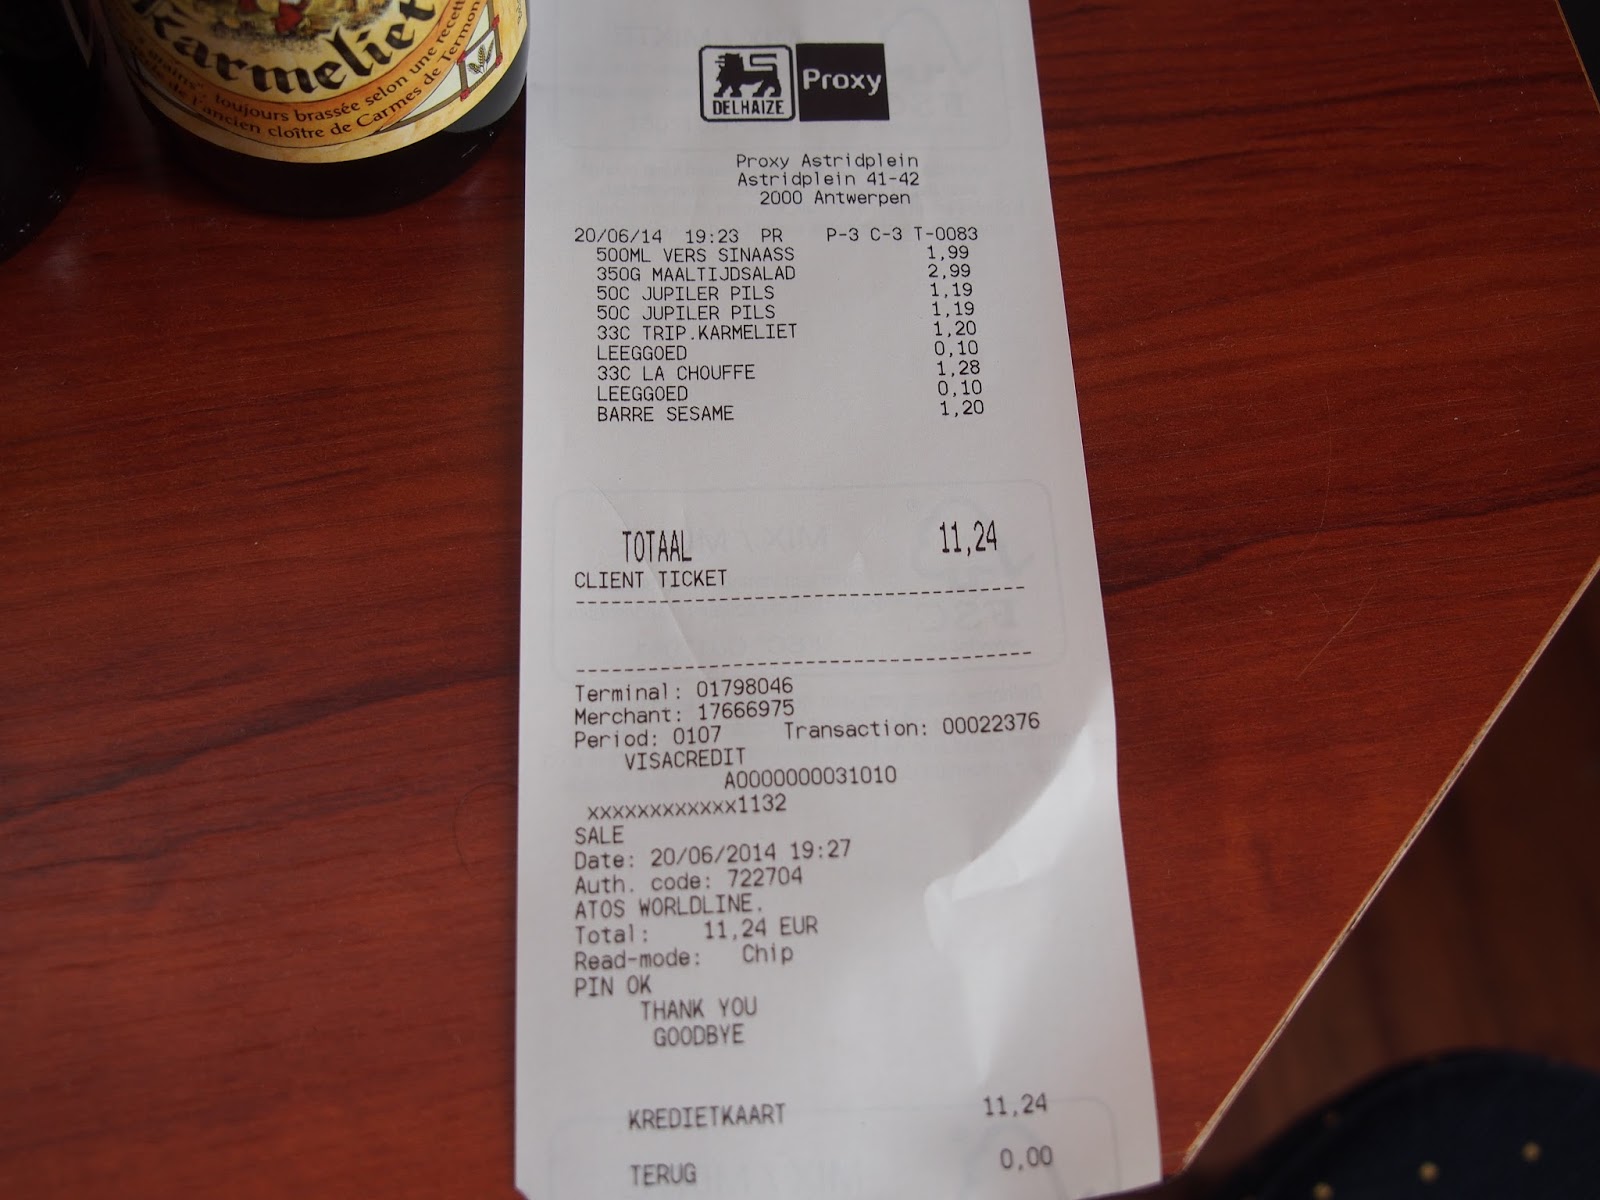 Karmeliet
toujours brassée selon une recett
de l'ancien cloître de Carmes de Termon
DELHAIZE Proxy
Proxy Astridplein
Astridplein 41-42
2000 Antwerpen
20/06/14 19:23 PR P-3 C-3 T-0083
500ML VERS SINAASS 1,99
350G MAALTIJDSALAD 2,99
50C JUPILER PILS 1,19
50C JUPILER PILS 1,19
33C TRIP.KARMELIET 1,20
LEEGGOED 0,10
33C LA CHOUFFE 1,28
LEEGGOED 0,10
BARRE SESAME 1,20
TOTAAL 11,24
CLIENT TICKET
Terminal: 01798046
Merchant: 17666975
Period: 0107 Transaction: 00022376
VISACREDIT
A0000000031010
xxxxxxxxxxxx1132
SALE
Date: 20/06/2014 19:27
Auth. code: 722704
ATOS WORLDLINE.
Total: 11,24 EUR
Read-mode: Chip
PIN OK
THANK YOU
GOODBYE
KREDIETKAART 11,24
TERUG 0,00